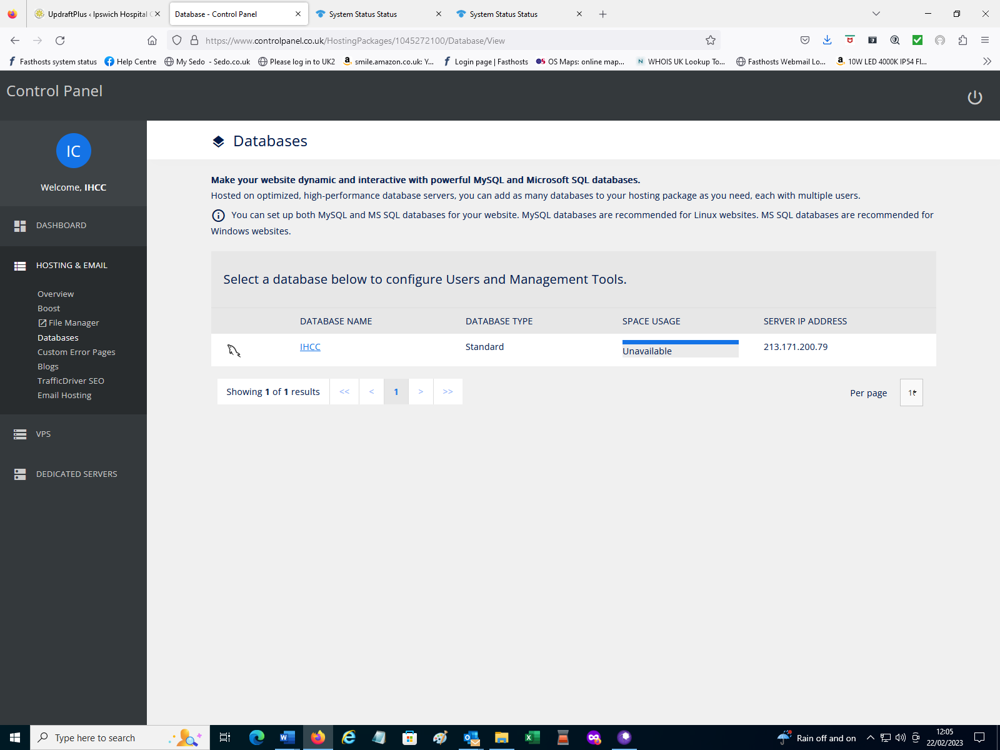 UpdraftPlus ‹ Ipswich Hospital C
Database - Control Panel
System Status Status
System Status Status
https://www.controlpanel.co.uk/HostingPackages/1045272100/Database/View
Fasthosts system status
Help Centre
My Sedo - Sedo.co.uk
Please log in to UK2
smile.amazon.co.uk: Y...
Login page | Fasthosts
OS Maps: online map...
WHOIS UK Lookup To...
Fasthosts Webmail Lo...
10W LED 4000K IP54 Fl...
Control Panel
IC
Welcome, IHCC
DASHBOARD
HOSTING & EMAIL
Overview
Boost
File Manager
Databases
Custom Error Pages
Blogs
TrafficDriver SEO
Email Hosting
VPS
DEDICATED SERVERS
Databases
Make your website dynamic and interactive with powerful MySQL and Microsoft SQL databases.
Hosted on optimized, high-performance database servers, you can add as many databases to your hosting package as you need, each with multiple users.
You can set up both MySQL and MS SQL databases for your website. MySQL databases are recommended for Linux websites. MS SQL databases are recommended for
Windows websites.
Select a database below to configure Users and Management Tools.
DATABASE NAME DATABASE TYPE SPACE USAGE SERVER IP ADDRESS
IHCC Standard Unavailable 213.171.200.79
Showing 1 of 1 results << < 1 > >>
Per page
Type here to search
Rain off and on
12:05
22/02/2023